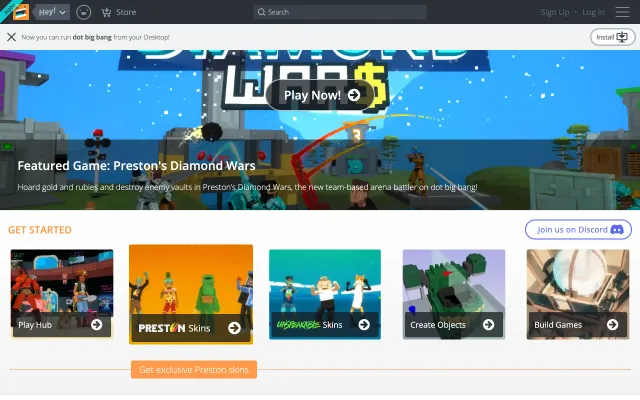 Hey!
Store
Search
Sign Up · Log In
Now you can run dot big bang from your Desktop!
Install
DIAMOND
WAR$
Play Now!
3
Featured Game: Preston's Diamond Wars
Hoard gold and rubies and destroy enemy vaults in Preston's Diamond Wars, the new team-based arena battler on dot big bang!
GET STARTED
Join us on Discord
Play Hub
PRESTON Skins
UNSPEAKABLE Skins
Create Objects
Build Games
Get exclusive Preston skins